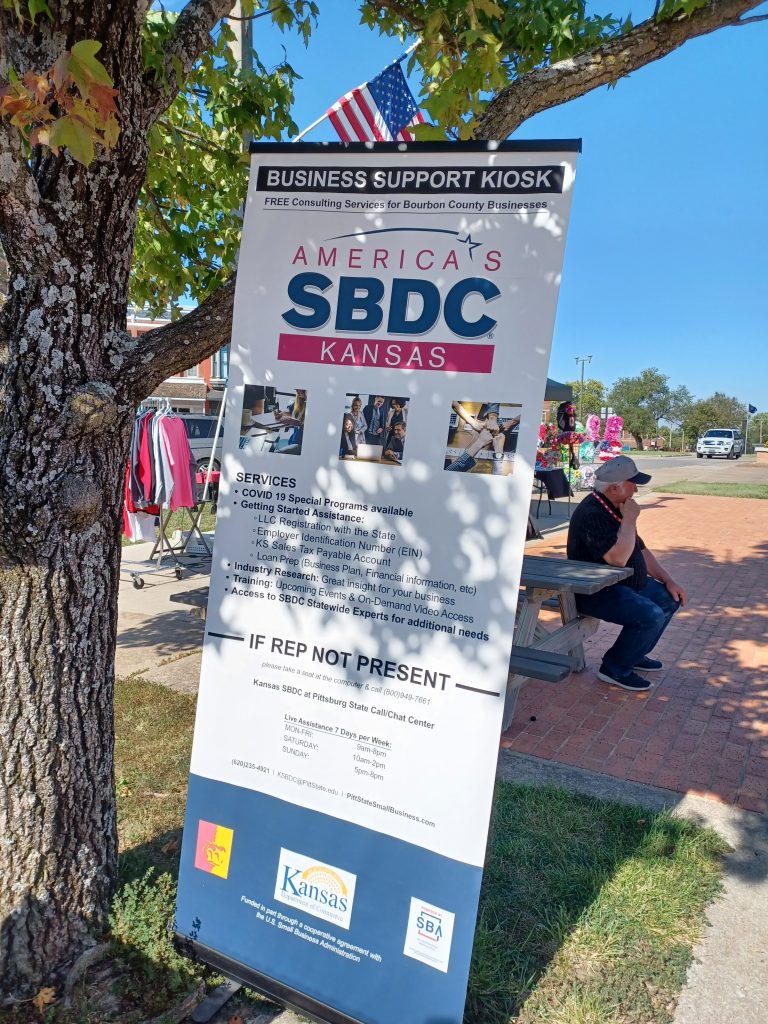 BUSINESS SUPPORT KIOSK
FREE Consulting Services for Bourbon County Businesses
AMERICA'S
SBDC
KANSAS
SERVICES
• COVID 19 Special Programs available
• Getting Started Assistance:
◦ LLC Registration with the State
◦ Employer Identification Number (EIN)
◦ KS Sales Tax Payable Account
◦ Loan Prep (Business Plan, Financial information, etc)
• Industry Research: Great insight for your business
• Training: Upcoming Events & On-Demand Video Access
• Access to SBDC Statewide Experts for additional needs
IF REP NOT PRESENT
please take a seat at the computer & call (800)949-7661
Kansas SBDC at Pittsburg State Call/Chat Center
Live Assistance 7 Days per Week:
MON-FRI: 9am-8pm
SATURDAY: 10am-2pm
SUNDAY: 5pm-8pm
(620)235-4921 | KSBDC@PittState.edu | PittStateSmallBusiness.com
Kansas
Department of Commerce
Funded in part through a cooperative agreement with
the U.S. Small Business Administration
POWERED BY
SBA